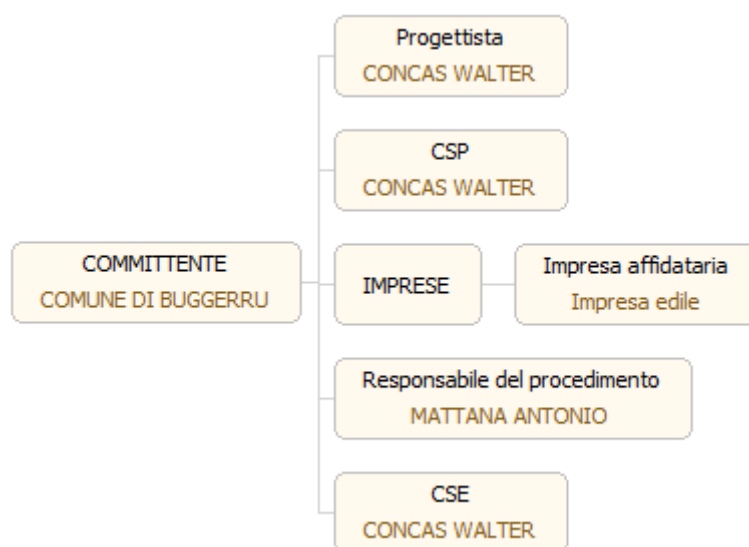 Progettista
CONCAS WALTER
CSP
CONCAS WALTER
COMMITTENTE
COMUNE DI BUGGERRU
IMPRESE
Impresa affidataria
Impresa edile
Responsabile del procedimento
MATTANA ANTONIO
CSE
CONCAS WALTER